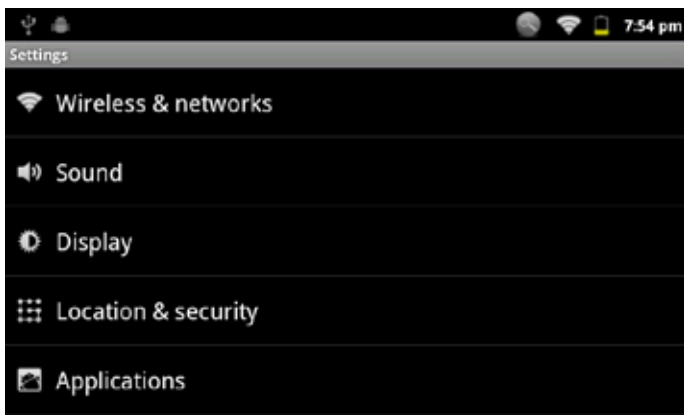 7:54 pm
Settings
Wireless & networks
Sound
Display
Location & security
Applications